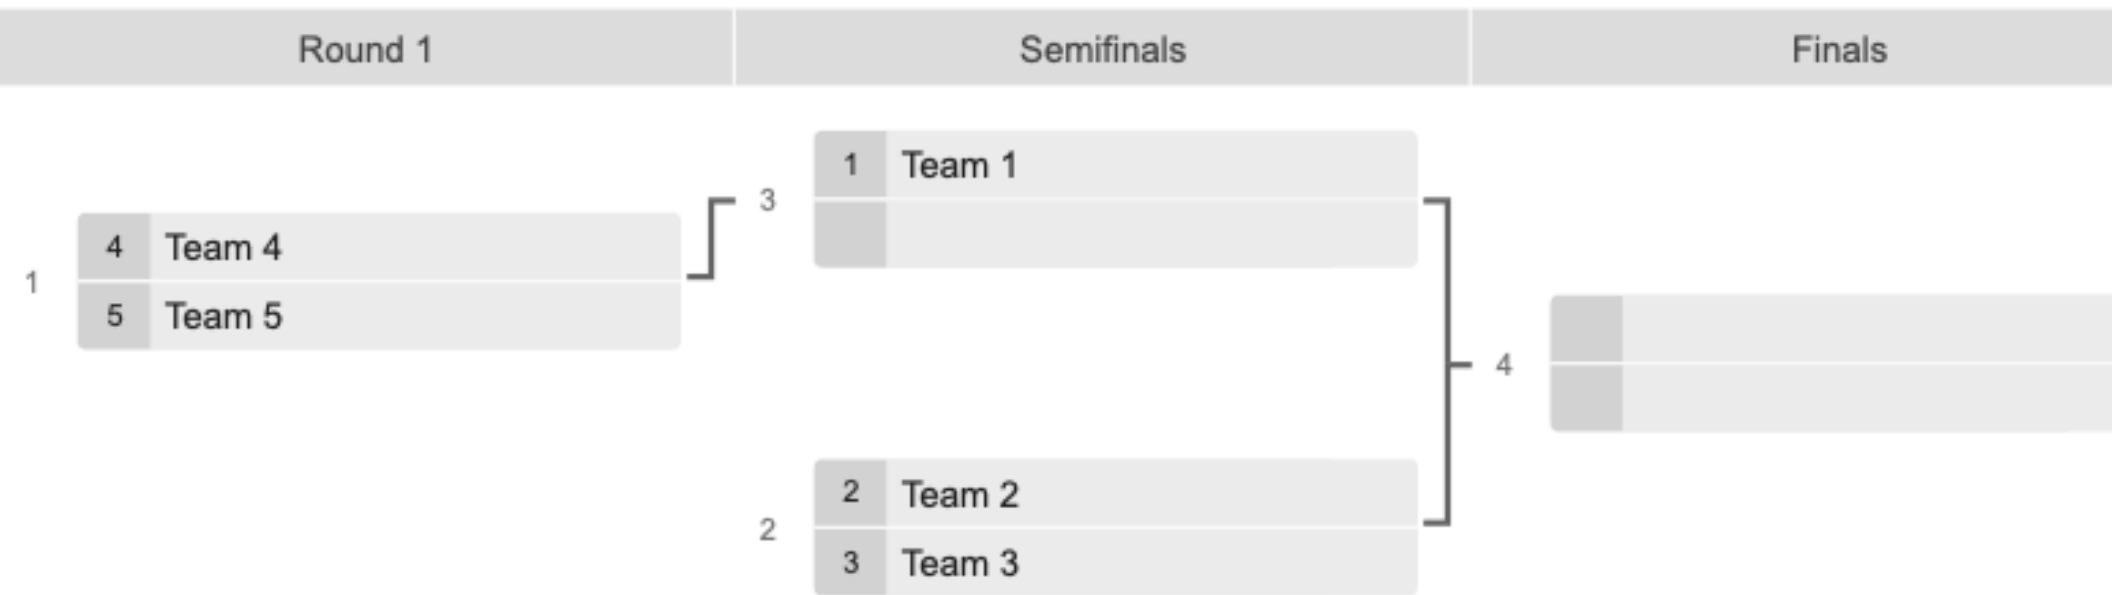 Round 1
Semifinals
Finals
1
4 Team 4
5 Team 5
3
1 Team 1
2
2 Team 2
3 Team 3
4